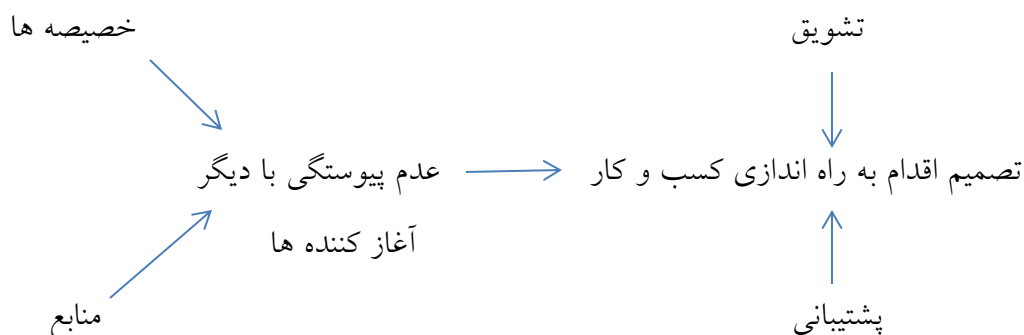 خصیصه ها
تشویق
عدم پیوستگی با دیگر
آغاز کننده ها
تصمیم اقدام به راه اندازی کسب و کار
منابع
پشتیبانی